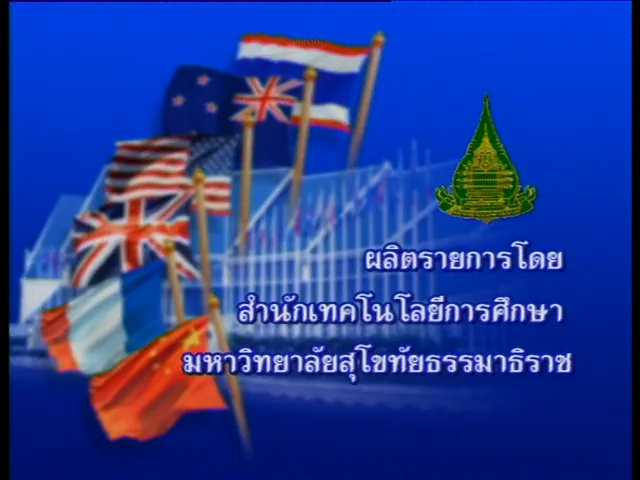 ผลิตรายการโดย
สำนักเทคโนโลยีการศึกษา
มหาวิทยาลัยสุโขทัยธรรมาธิราช